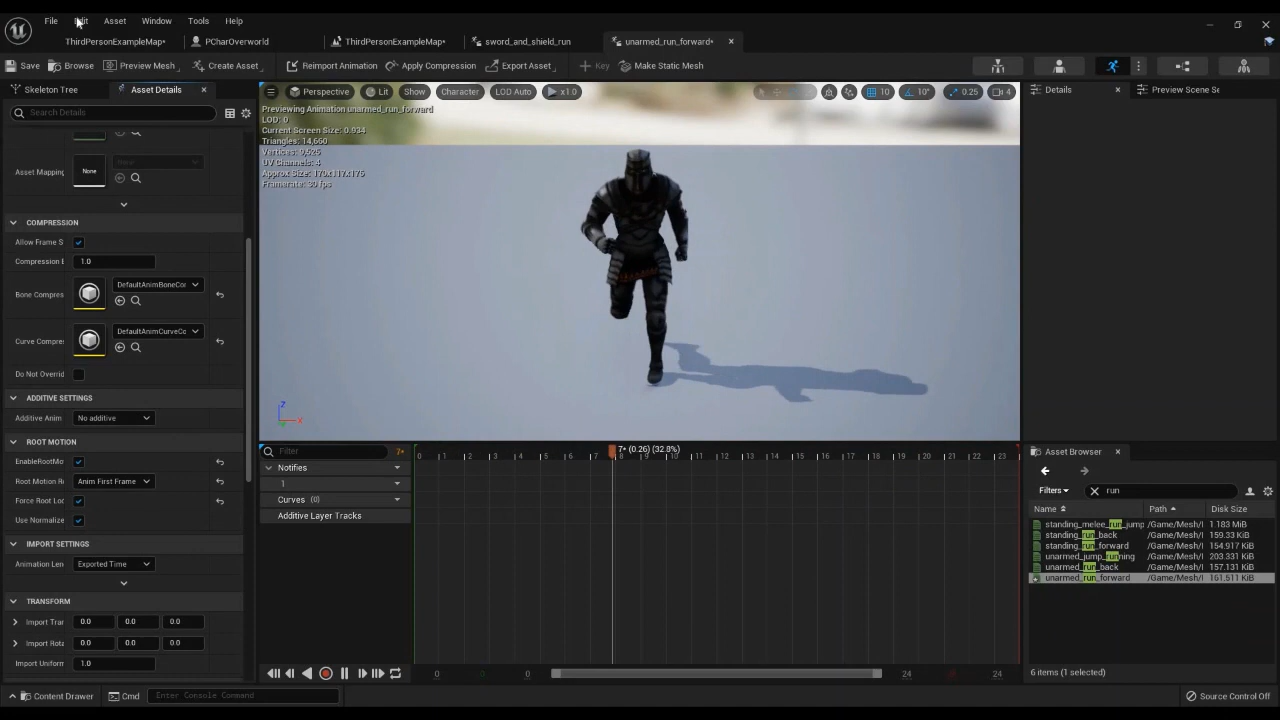 File Edit Asset Window Tools Help
ThirdPersonExampleMap* PCharOverworld ThirdPersonExampleMap* sword_and_shield_run unarmed_run_forward*
Save Browse Preview Mesh Create Asset Reimport Animation Apply Compression Export Asset Key Make Static Mesh
Skeleton Tree Asset Details
Search Details
Asset Mapping None
COMPRESSION
Allow Frame S
Compression E 1.0
Bone Compres DefaultAnimBoneCor
Curve Compre: DefaultAnimCurveCo
Do Not Overrid
ADDITIVE SETTINGS
Additive Anim No additive
ROOT MOTION
EnableRootMo
Root Motion R Anim First Frame
Force Root Loc
Use Normalize
IMPORT SETTINGS
Animation Len Exported Time
TRANSFORM
Import Trar 0.0 0.0 0.0
Import Rota 0.0 0.0 0.0
Import Uniform 1.0
Perspective Lit Show Character LOD Auto x1.0 10 10° 0.25 4
Previewing Animation unarmed_run_forward
LOD: 0
Current Screen Size: 0.934
Triangles: 14,660
UV Channels: 4
Approx Size: 170x117x175
Framerate: 30 fps
Z
X
Filter 7*
7* (0.26) (32.8%)
0 1 2 3 4 5 6 7 8 9 10 11 12 13 14 15 16 17 18 19 20 21 22 23
Notifies
1
Curves (0)
Additive Layer Tracks
0 0 0 24 24
Details Preview Scene Se
Asset Browser
Filters run
Name Path Disk Size
standing_melee_run_jump /Game/Mesh/I 1.183 MiB
standing_run_back /Game/Mesh/I 159.33 KiB
standing_run_forward /Game/Mesh/I 154.917 KiB
unarmed_jump_running /Game/Mesh/I 203.331 KiB
unarmed_run_back /Game/Mesh/I 157.131 KiB
unarmed_run_forward /Game/Mesh/I 161.511 KiB
6 items (1 selected)
Content Drawer Cmd Enter Console Command Source Control Off